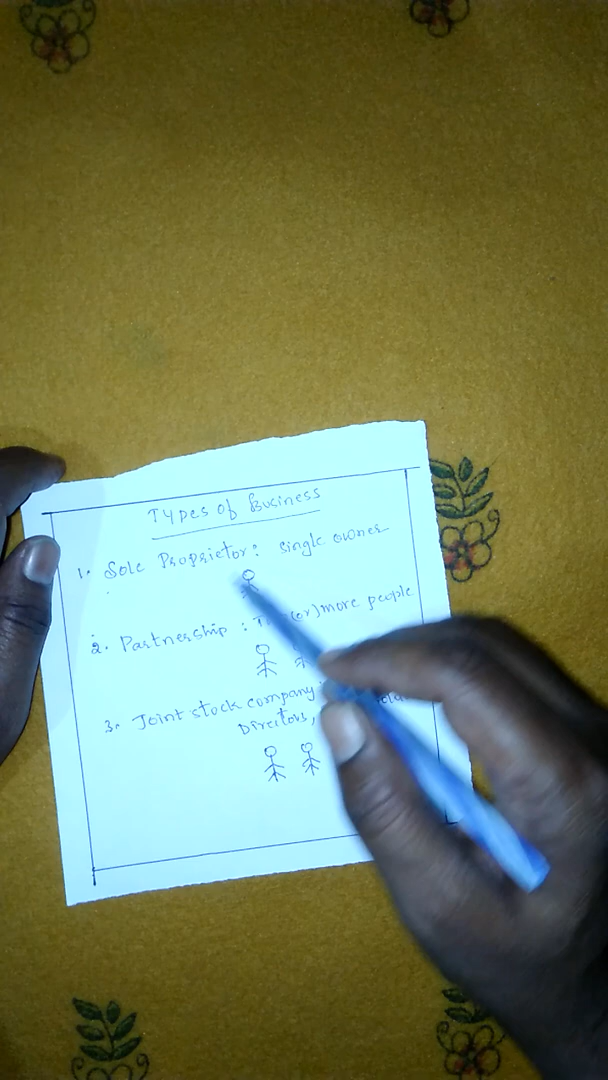 Types of Business
1. Sole Proprietor: single owner
2. Partnership : (or) more people
3. Joint stock company
Directors,